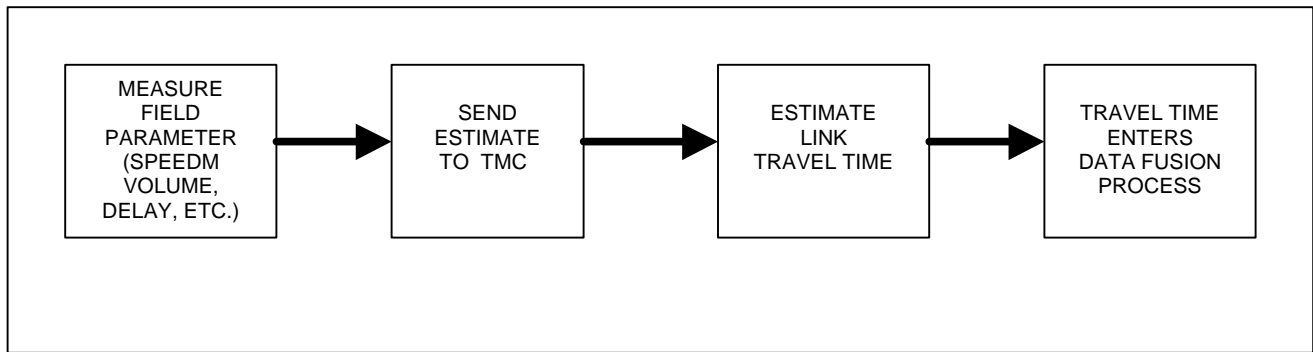 MEASURE
FIELD
PARAMETER
(SPEEDM
VOLUME,
DELAY, ETC.)
SEND
ESTIMATE
TO TMC
ESTIMATE
LINK
TRAVEL TIME
TRAVEL TIME
ENTERS
DATA FUSION
PROCESS